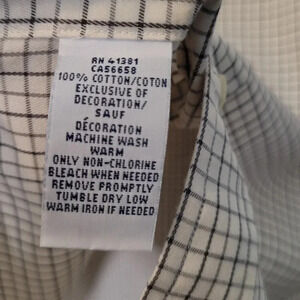 RN 41381
CA56658
100% COTTON/COTON
EXCLUSIVE OF
DECORATION/
SAUF
DÉCORATION
MACHINE WASH
WARM
ONLY NON-CHLORINE
BLEACH WHEN NEEDED
REMOVE PROMPTLY
TUMBLE DRY LOW
WARM IRON IF NEEDED